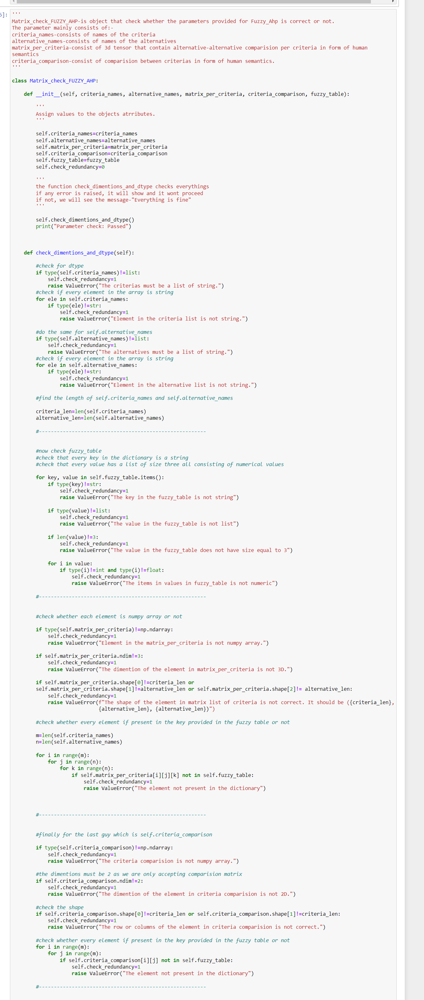 6]: '''
Matrix_check_FUZZY_AHP-is object that check whether the parameters provided for Fuzzy_Ahp is correct or not.
The parameter mainly consists of:-
criteria_names-consists of names of the criteria
alternative_names-consists of names of the alternatives
matrix_per_criteria-consist of 3d tensor that contain alternative-alternative comparision per criteria in form of human
semantics
criteria_comparison-consist of comparision between criterias in form of human semantics.
'''

class Matrix_check_FUZZY_AHP:

    def __init__(self, criteria_names, alternative_names, matrix_per_criteria, criteria_comparison, fuzzy_table):

        '''
        Assign values to the objects atrributes.
        '''

        self.criteria_names=criteria_names
        self.alternative_names=alternative_names
        self.matrix_per_criteria=matrix_per_criteria
        self.criteria_comparison=criteria_comparison
        self.fuzzy_table=fuzzy_table
        self.check_redundancy=0

        '''
        the function check_dimentions_and_dtype checks everythings
        if any error is raised, it will show and it wont proceed
        if not, we will see the message-"Everything is fine"
        '''

        self.check_dimentions_and_dtype()
        print("Parameter check: Passed")

    def check_dimentions_and_dtype(self):

        #check for dtype
        if type(self.criteria_names)!=list:
            self.check_redundancy=1
            raise ValueError("The criterias must be a list of string.")
        #check if every element in the array is string
        for ele in self.criteria_names:
            if type(ele)!=str:
                self.check_redundancy=1
                raise ValueError("Element in the criteria list is not string.")

        #do the same for self.alternative_names
        if type(self.alternative_names)!=list:
            self.check_redundancy=1
            raise ValueError("The alternatives must be a list of string.")
        #check if every element in the array is string
        for ele in self.alternative_names:
            if type(ele)!=str:
                self.check_redundancy=1
                raise ValueError("Element in the alternative list is not string.")

        #find the length of self.criteria_names and self.alternative_names

        criteria_len=len(self.criteria_names)
        alternative_len=len(self.alternative_names)

        #--------------------------------------------------------

        #now check fuzzy_table
        #check that every key in the dictionary is a string
        #check that every value has a list of size three all consisting of numerical values

        for key, value in self.fuzzy_table.items():
            if type(key)!=str:
                self.check_redundancy=1
                raise ValueError("The key in the fuzzy_table is not string")

            if type(value)!=list:
                self.check_redundancy=1
                raise ValueError("The value in the fuzzy_table is not list")

            if len(value)!=3:
                self.check_redundancy=1
                raise ValueError("The value in the fuzzy_table does not have size equal to 3")

            for i in value:
                if type(i)!=int and type(i)!=float:
                    self.check_redundancy=1
                    raise ValueError("The items in values in fuzzy_table is not numeric")

        #--------------------------------------------------------

        #check whether each element is numpy array or not

        if type(self.matrix_per_criteria)!=np.ndarray:
            self.check_redundancy=1
            raise ValueError("Element in the matrix_per_criteria is not numpy array.")

        if self.matrix_per_criteria.ndim!=3:
            self.check_redundancy=1
            raise ValueError("The dimention of the element in matrix_per_criteria is not 3D.")

        if self.matrix_per_criteria.shape[0]!=criteria_len or
        self.matrix_per_criteria.shape[1]!=alternative_len or self.matrix_per_criteria.shape[2]!= alternative_len:
            self.check_redundancy=1
            raise ValueError(f"The shape of the element in matrix list of criteria is not correct. It should be ({criteria_len},
                             {alternative_len}, {alternative_len})")

        #check whether every element if present in the key provided in the fuzzy table or not

        m=len(self.criteria_names)
        n=len(self.alternative_names)

        for i in range(m):
            for j in range(n):
                for k in range(n):
                    if self.matrix_per_criteria[i][j][k] not in self.fuzzy_table:
                        self.check_redundancy=1
                        raise ValueError("The element not present in the dictionary")

        #--------------------------------------------------------

        #finally for the last guy which is self.criteria_comparison

        if type(self.criteria_comparison)!=np.ndarray:
            self.check_redundancy=1
            raise ValueError("The criteria comparision is not numpy array.")

        #the dimentions must be 2 as we are only accepting comparision matrix
        if self.criteria_comparison.ndim!=2:
            self.check_redundancy=1
            raise ValueError("The dimention of the element in criteria comparision is not 2D.")

        #check the shape
        if self.criteria_comparison.shape[0]!=criteria_len or self.criteria_comparison.shape[1]!=criteria_len:
            self.check_redundancy=1
            raise ValueError("The row or columns of the element in criteria comparision is not correct.")

        #check whether every element if present in the key provided in the fuzzy table or not
        for i in range(m):
            for j in range(m):
                if self.criteria_comparison[i][j] not in self.fuzzy_table:
                    self.check_redundancy=1
                    raise ValueError("The element not present in the dictionary")

        #--------------------------------------------------------